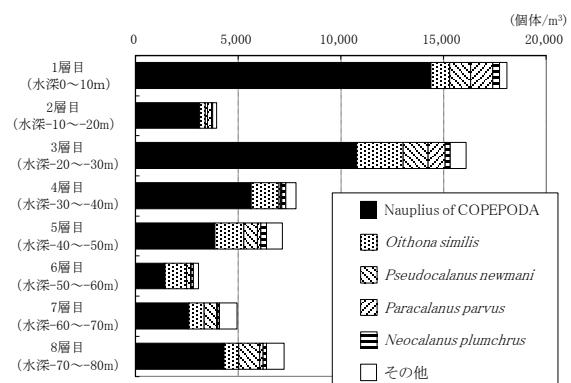 (個体/m³)
0 5,000 10,000 15,000 20,000
1層目
(水深0～10m)
2層目
(水深-10～-20m)
3層目
(水深-20～-30m)
4層目
(水深-30～-40m)
5層目
(水深-40～-50m)
6層目
(水深-50～-60m)
7層目
(水深-60～-70m)
8層目
(水深-70～-80m)
Nauplius of COPEPODA
Oithona similis
Pseudocalanus newmani
Paracalanus parvus
Neocalanus plumchrus
その他